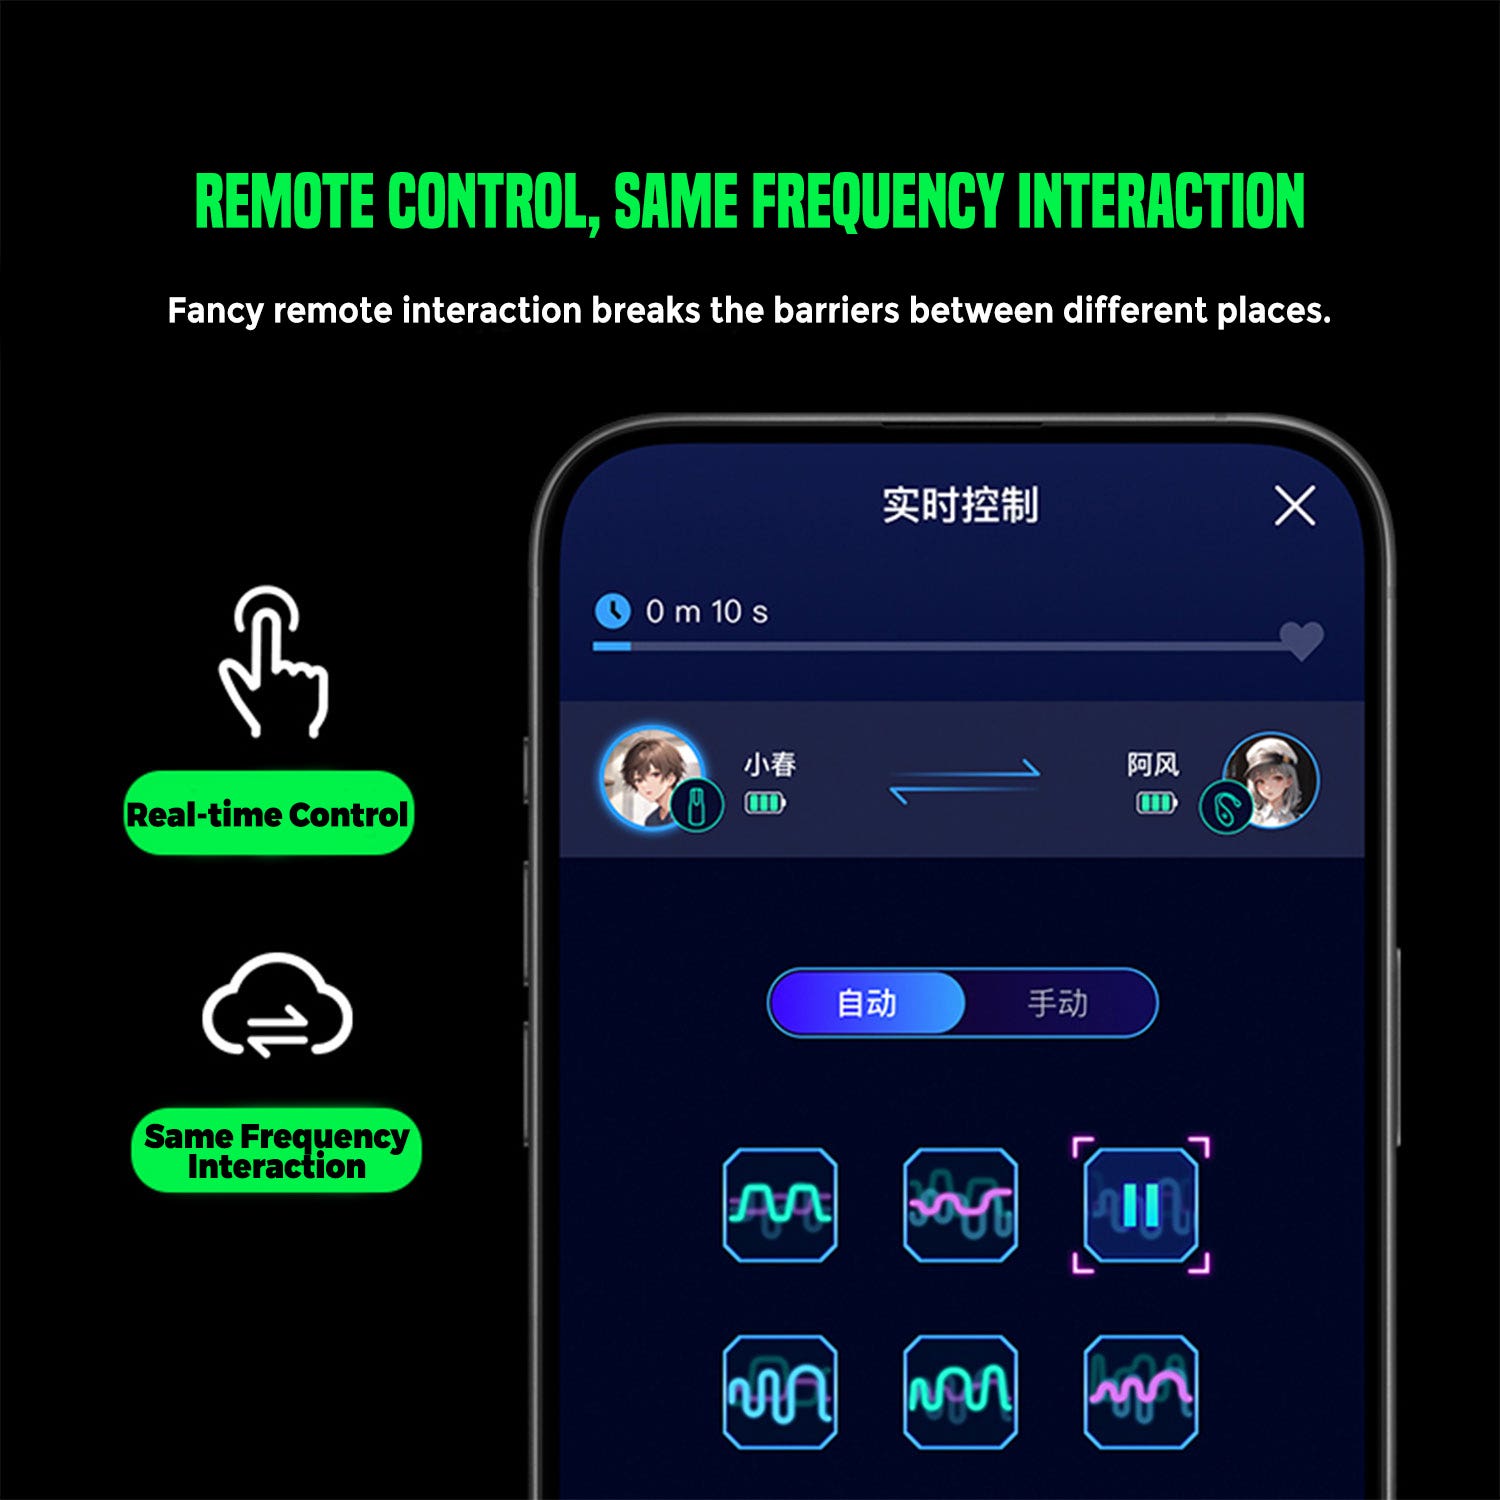 REMOTE CONTROL, SAME FREQUENCY INTERACTION
Fancy remote interaction breaks the barriers between different places.
实时控制
0 m 10 s
小春
阿风
Real-time Control
自动
手动
Same Frequency
Interaction